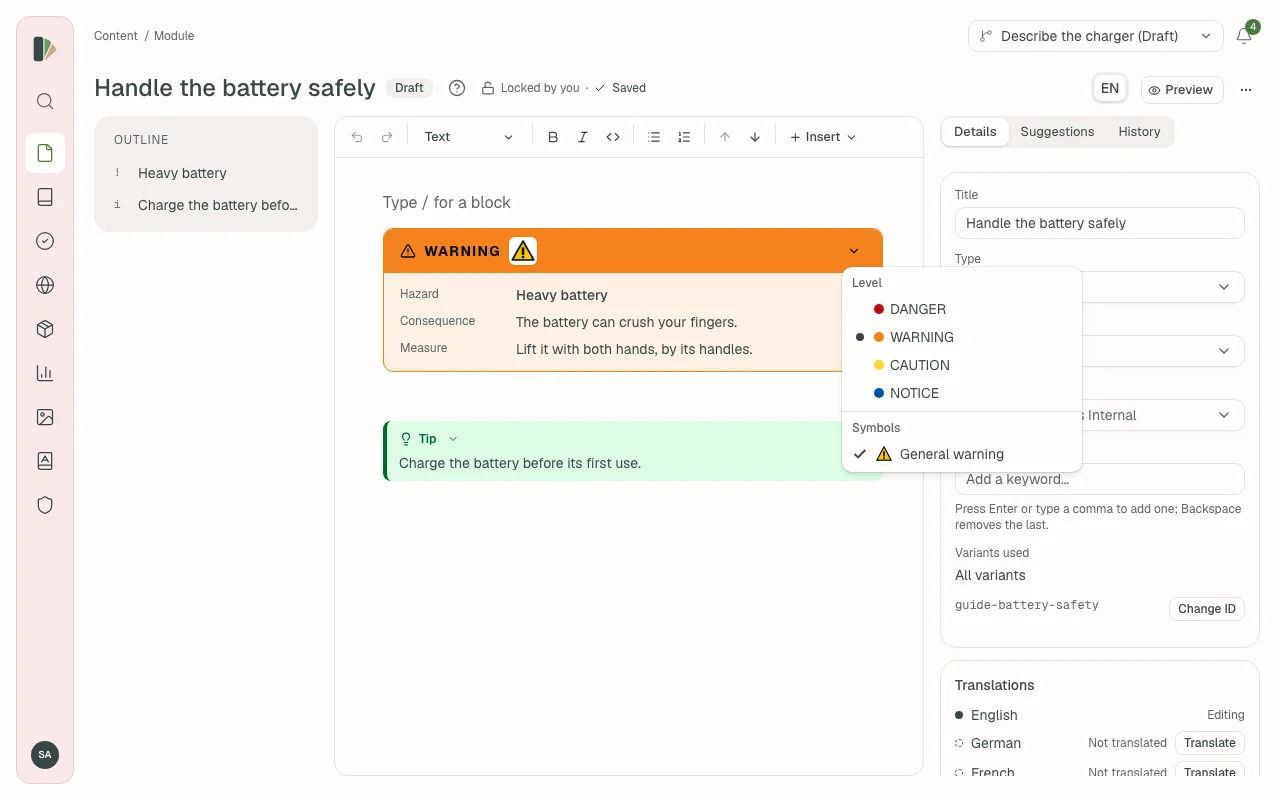 Content / Module
Describe the charger (Draft)
4
Handle the battery safely
Draft
Locked by you · Saved
EN
Preview
OUTLINE
! Heavy battery
i Charge the battery befo…
Text
Insert
Type / for a block
WARNING
Hazard Heavy battery
Consequence The battery can crush your fingers.
Measure Lift it with both hands, by its handles.
Tip
Charge the battery before its first use.
Level
DANGER
WARNING
CAUTION
NOTICE
Symbols
General warning
Details
Suggestions
History
Title
Handle the battery safely
Type
Internal
Add a keyword…
Press Enter or type a comma to add one; Backspace
removes the last.
Variants used
All variants
guide-battery-safety
Change ID
Translations
English Editing
German Not translated Translate
French Not translated Translate
SA